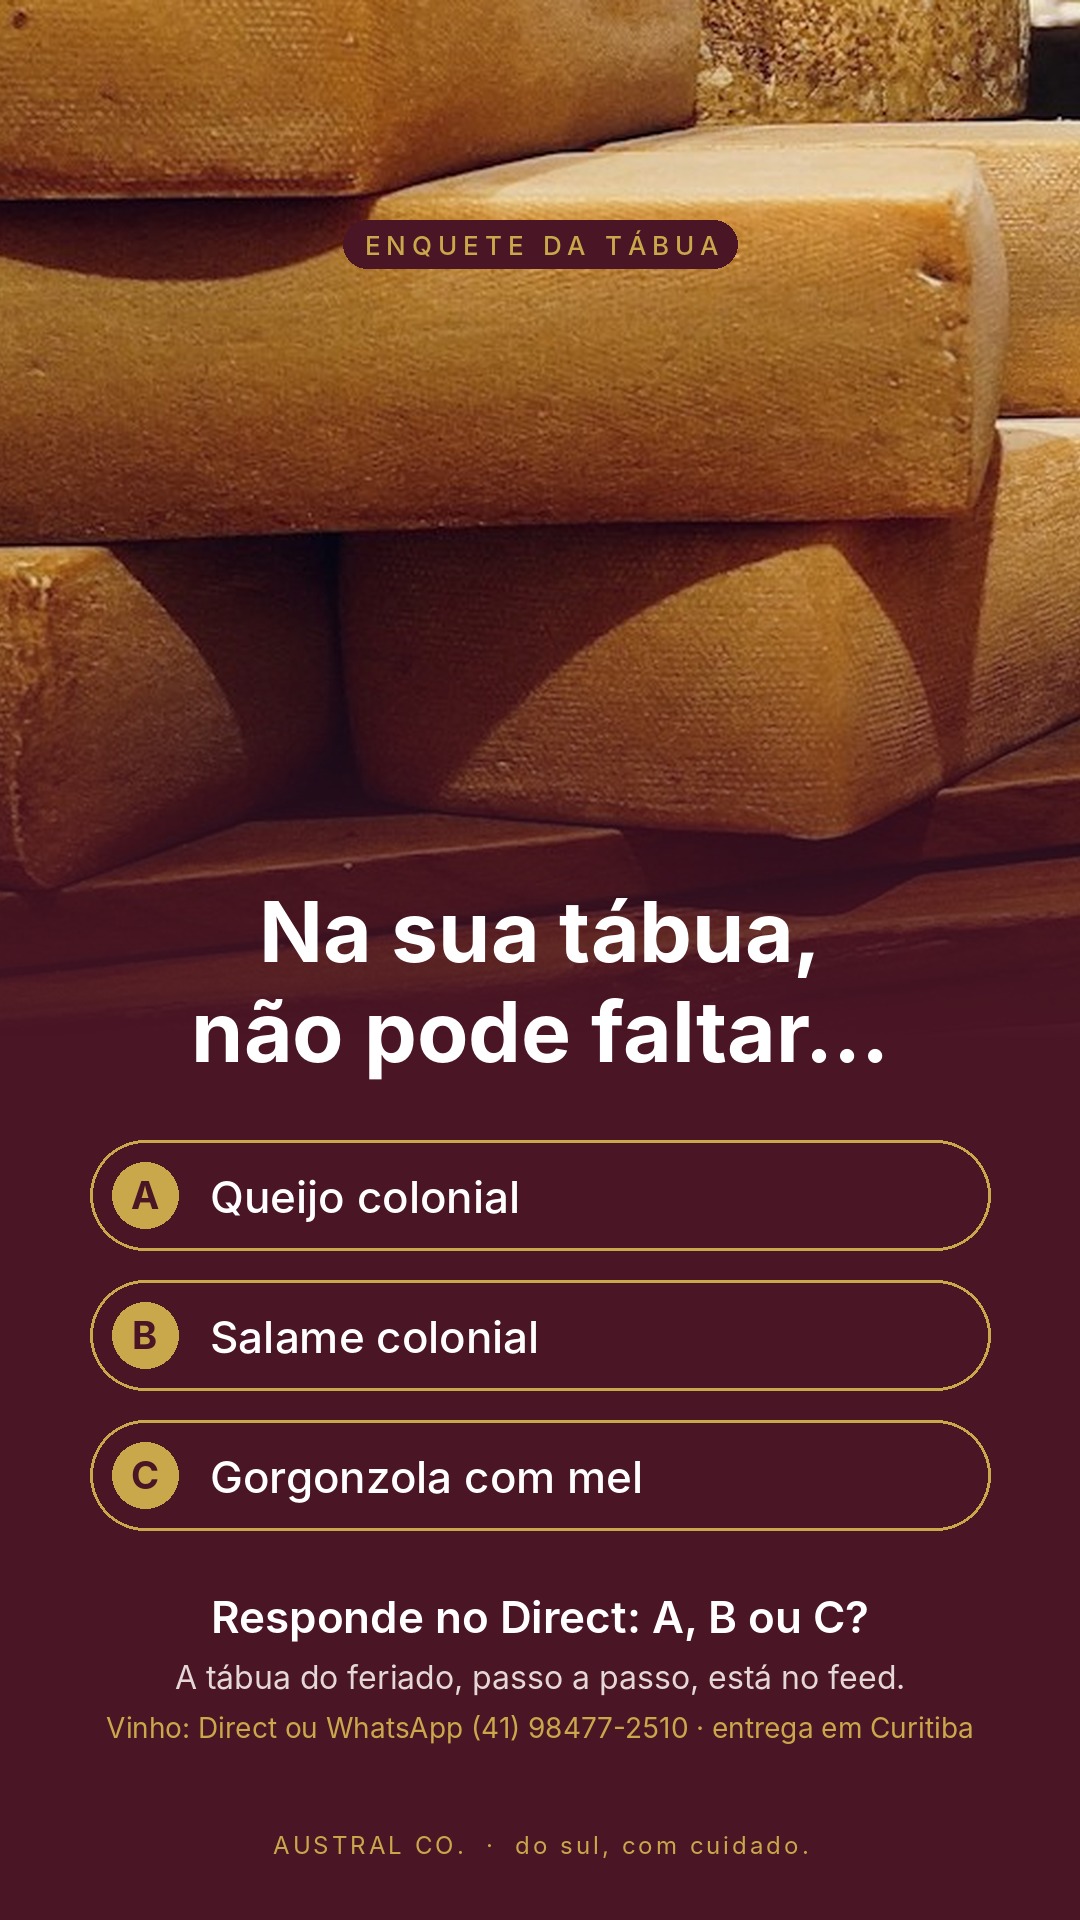 ENQUETE DA TÁBUA
Na sua tábua,
não pode faltar...
A Queijo colonial
B Salame colonial
C Gorgonzola com mel
Responde no Direct: A, B ou C?
A tábua do feriado, passo a passo, está no feed.
Vinho: Direct ou WhatsApp (41) 98477-2510 · entrega em Curitiba
AUSTRAL CO. · do sul, com cuidado.